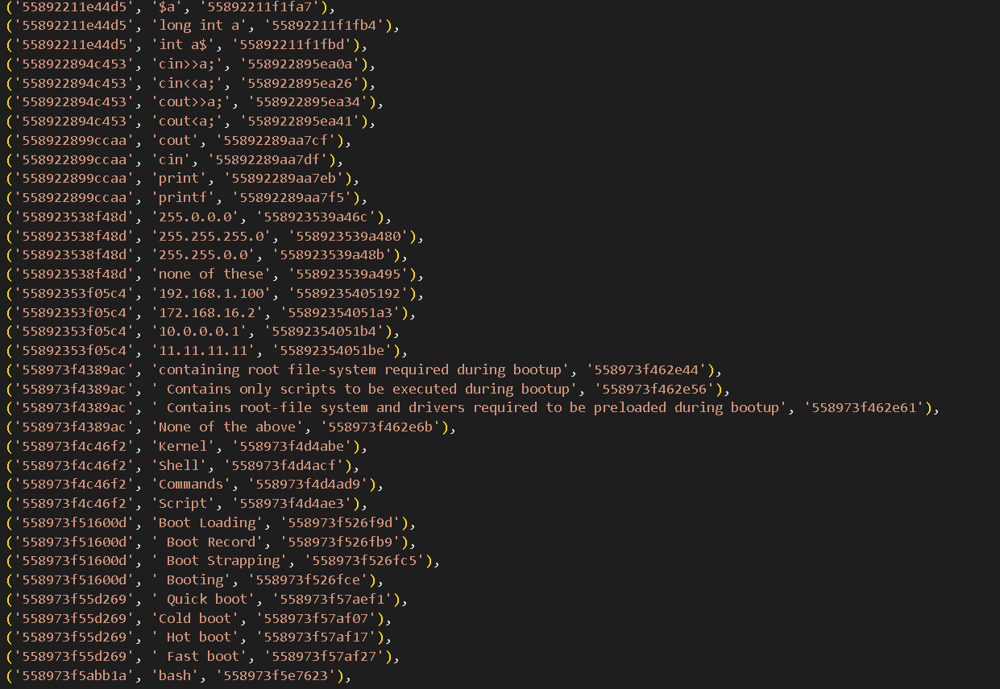 ('55892211e44d5', '$a', '55892211f1fa7'),
('55892211e44d5', 'long int a', '55892211f1fb4'),
('55892211e44d5', 'int a$', '55892211f1fbd'),
('558922894c453', 'cin>>a;', '558922895ea0a'),
('558922894c453', 'cin<<a;', '558922895ea26'),
('558922894c453', 'cout>>a;', '558922895ea34'),
('558922894c453', 'cout<a;', '558922895ea41'),
('558922899ccaa', 'cout', '55892289aa7cf'),
('558922899ccaa', 'cin', '55892289aa7df'),
('558922899ccaa', 'print', '55892289aa7eb'),
('558922899ccaa', 'printf', '55892289aa7f5'),
('558923538f48d', '255.0.0.0', '558923539a46c'),
('558923538f48d', '255.255.255.0', '558923539a480'),
('558923538f48d', '255.255.0.0', '558923539a48b'),
('558923538f48d', 'none of these', '558923539a495'),
('55892353f05c4', '192.168.1.100', '5589235405192'),
('55892353f05c4', '172.168.16.2', '55892354051a3'),
('55892353f05c4', '10.0.0.0.1', '55892354051b4'),
('55892353f05c4', '11.11.11.11', '55892354051be'),
('558973f4389ac', 'containing root file-system required during bootup', '558973f462e44'),
('558973f4389ac', ' Contains only scripts to be executed during bootup', '558973f462e56'),
('558973f4389ac', ' Contains root-file system and drivers required to be preloaded during bootup', '558973f462e61'),
('558973f4389ac', 'None of the above', '558973f462e6b'),
('558973f4c46f2', 'Kernel', '558973f4d4abe'),
('558973f4c46f2', 'Shell', '558973f4d4acf'),
('558973f4c46f2', 'Commands', '558973f4d4ad9'),
('558973f4c46f2', 'Script', '558973f4d4ae3'),
('558973f51600d', 'Boot Loading', '558973f526f9d'),
('558973f51600d', ' Boot Record', '558973f526fb9'),
('558973f51600d', ' Boot Strapping', '558973f526fc5'),
('558973f51600d', ' Booting', '558973f526fce'),
('558973f55d269', ' Quick boot', '558973f57aef1'),
('558973f55d269', 'Cold boot', '558973f57af07'),
('558973f55d269', ' Hot boot', '558973f57af17'),
('558973f55d269', ' Fast boot', '558973f57af27'),
('558973f5abb1a', 'bash', '558973f5e7623'),